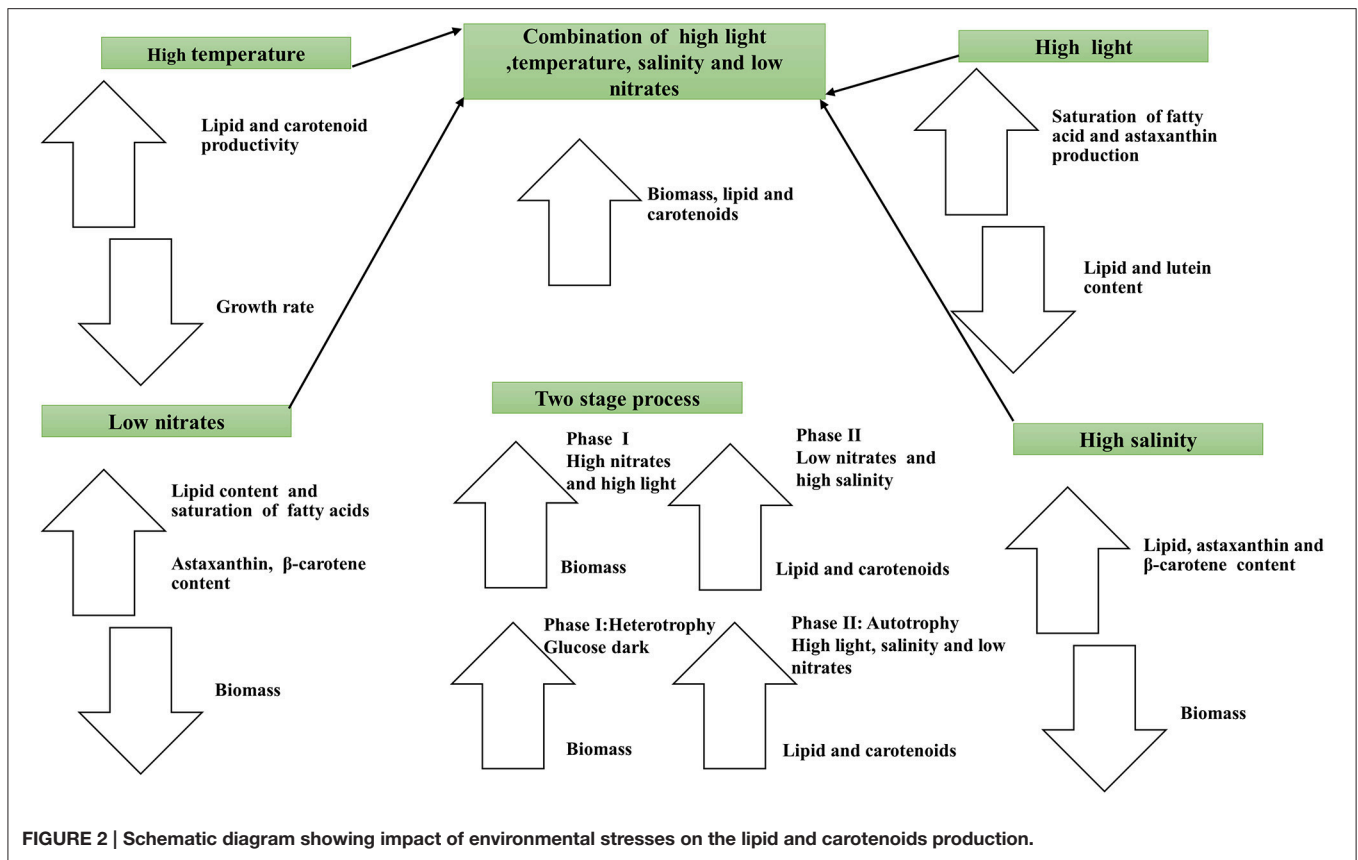 High temperature
Lipid and carotenoid
productivity
Growth rate
Combination of high light
,temperature, salinity and low
nitrates
Biomass, lipid and
carotenoids
High light
Saturation of fatty
acid and astaxanthin
production
Lipid and lutein
content
Low nitrates
Lipid content and
saturation of fatty acids
Astaxanthin, β-carotene
content
Biomass
Two stage process
Phase I
High nitrates
and high light
Biomass
Phase II
Low nitrates and
high salinity
Lipid and carotenoids
Phase I:Heterotrophy
Glucose dark
Biomass
Phase II: Autotrophy
High light, salinity and low
nitrates
Lipid and carotenoids
High salinity
Lipid, astaxanthin and
β-carotene content
Biomass
FIGURE 2 | Schematic diagram showing impact of environmental stresses on the lipid and carotenoids production.